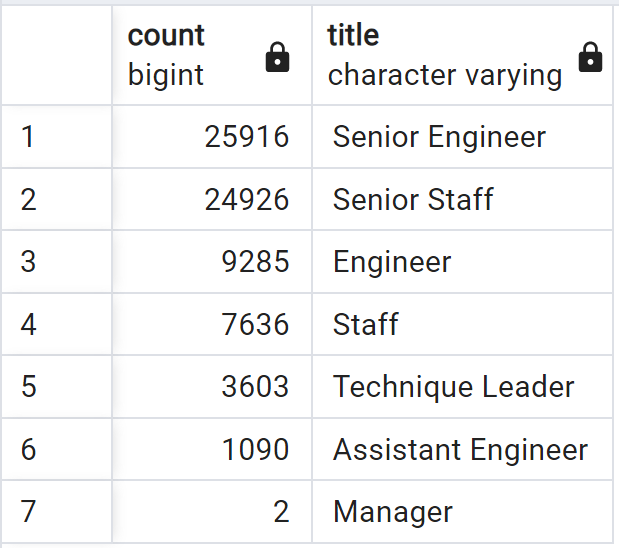 count title
bigint character varying
1 25916 Senior Engineer
2 24926 Senior Staff
3 9285 Engineer
4 7636 Staff
5 3603 Technique Leader
6 1090 Assistant Engineer
7 2 Manager